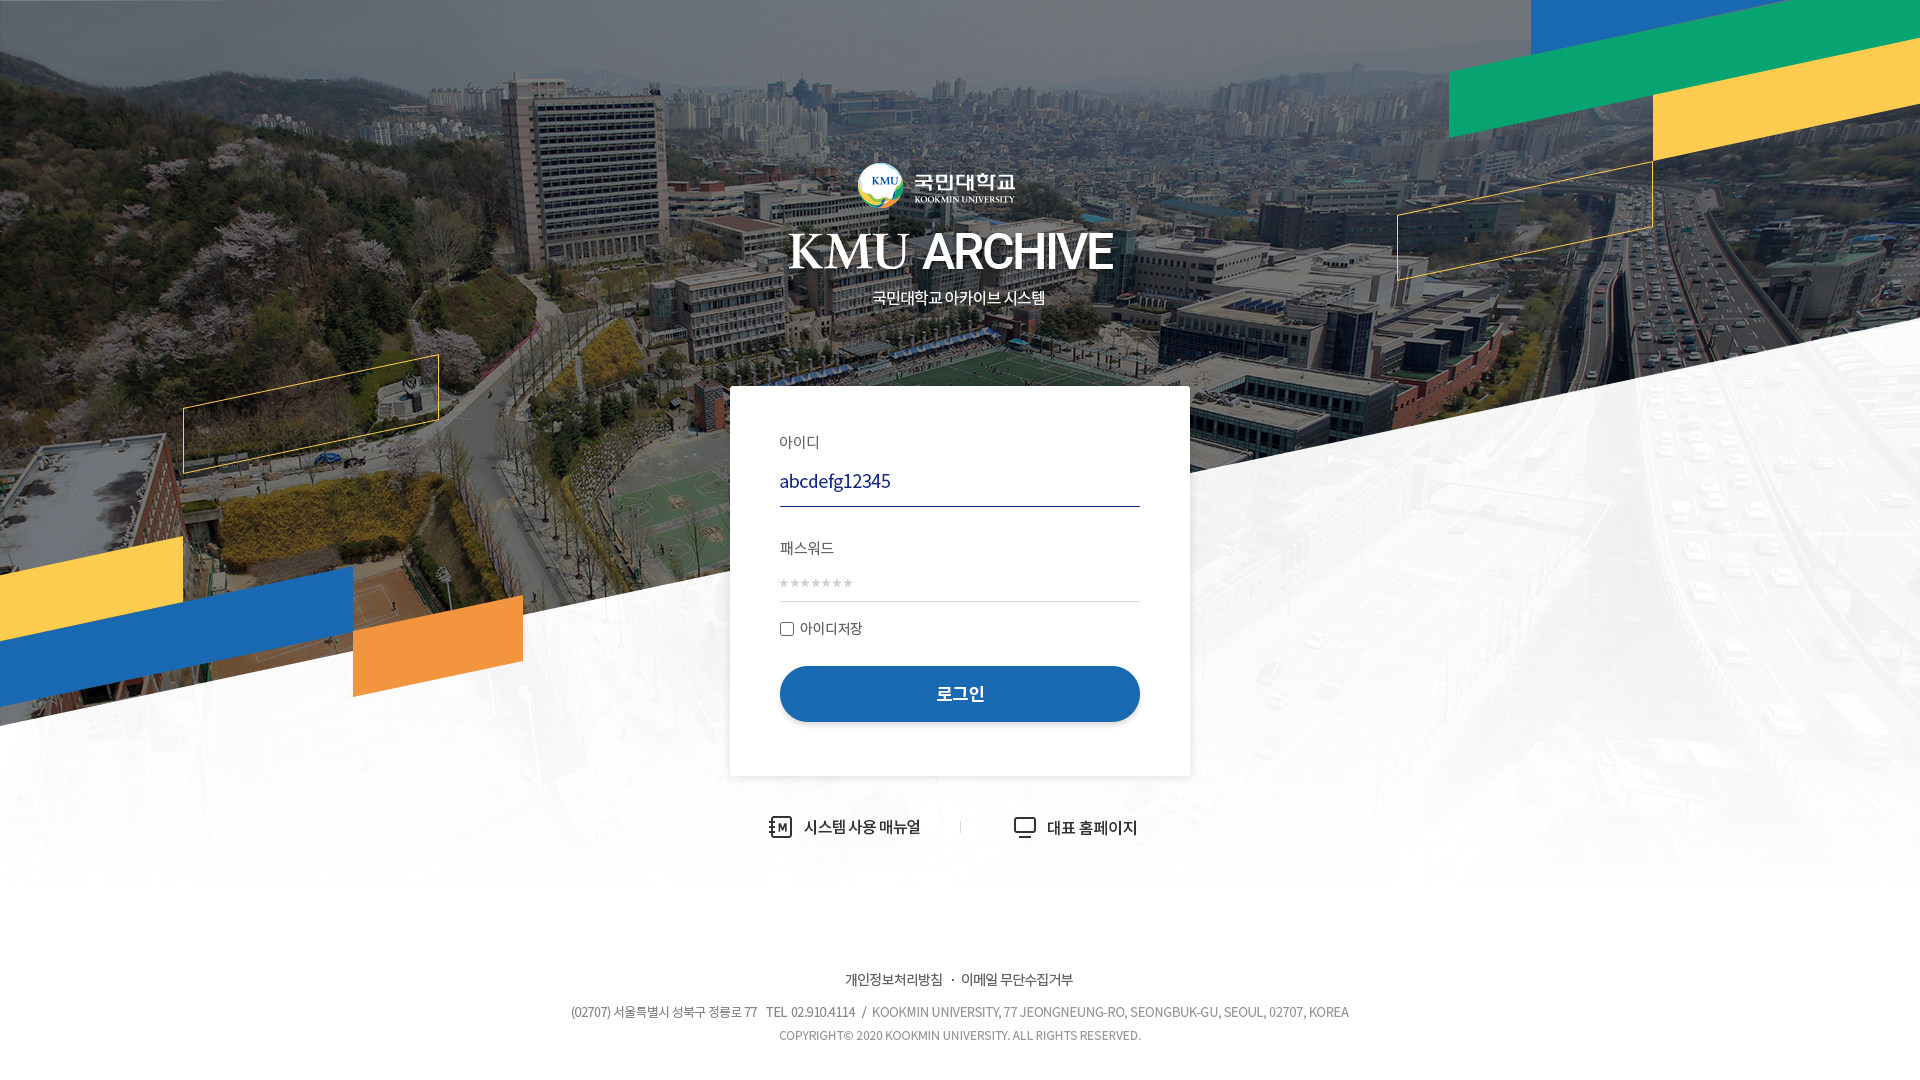 KMU 국민대학교
KOOKMIN UNIVERSITY
KMU ARCHIVE
국민대학교 아카이브 시스템
아이디
abcdefg12345
패스워드
*******
아이디저장
로그인
M 시스템 사용 매뉴얼
대표 홈페이지
개인정보처리방침 · 이메일 무단수집거부
(02707) 서울특별시 성북구 정릉로 77 TEL 02.910.4114 / KOOKMIN UNIVERSITY, 77 JEONGNEUNG-RO, SEONGBUK-GU, SEOUL, 02707, KOREA
COPYRIGHT© 2020 KOOKMIN UNIVERSITY. ALL RIGHTS RESERVED.